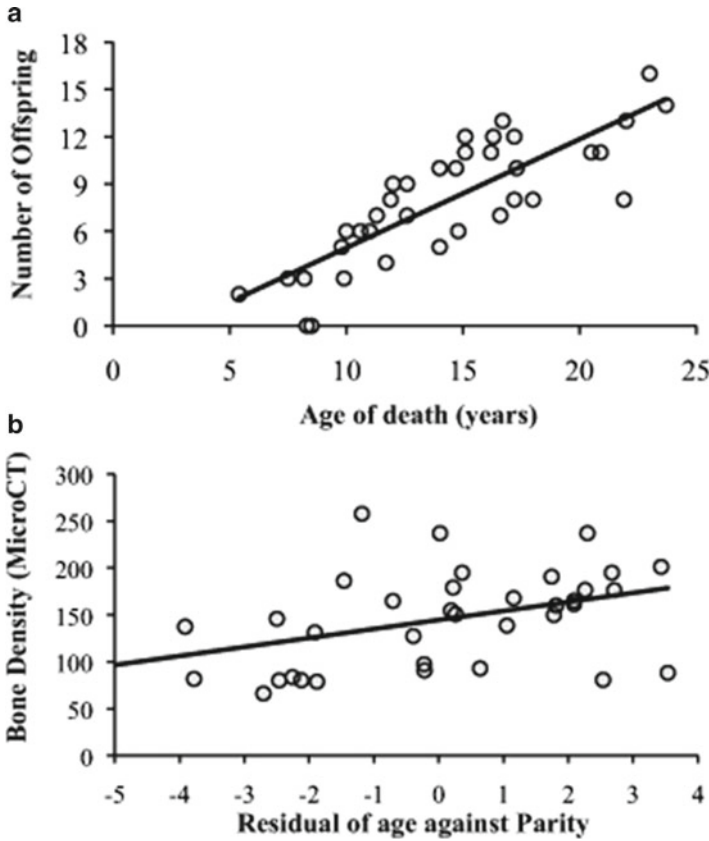 a
Number of Offspring
18
15
12
9
6
3
0
0 5 10 15 20 25
Age of death (years)
b
Bone Density (MicroCT)
300
250
200
150
100
50
0
-5 -4 -3 -2 -1 0 1 2 3 4
Residual of age against Parity